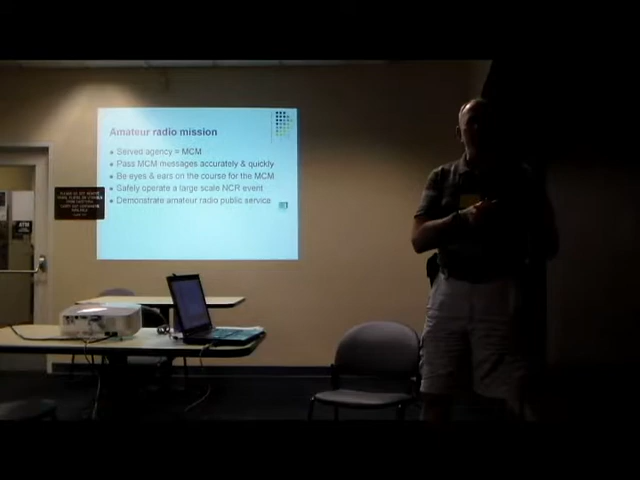 Amateur radio mission
Served agency = MCM
Pass MCM messages accurately & quickly
Be eyes & ears on the course for the MCM
Safely operate a large scale NCR event
Demonstrate amateur radio public service
ATM